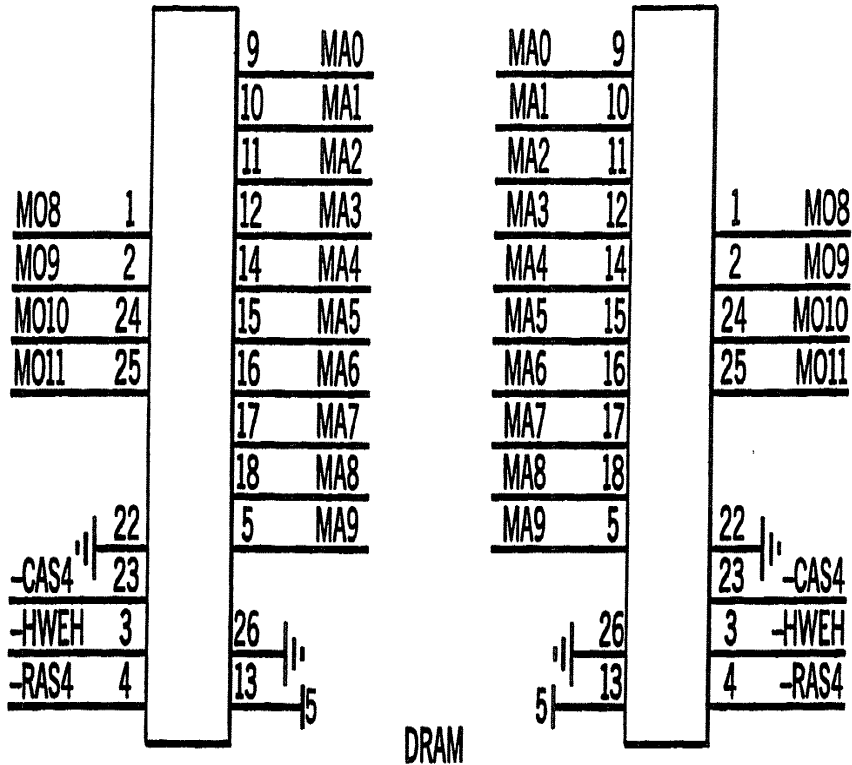 9 MA0 MA0 9
10 MA1 MA1 10
11 MA2 MA2 11
MO8 1 12 MA3 MA3 12 1 MO8
MO9 2 14 MA4 MA4 14 2 MO9
MO10 24 15 MA5 MA5 15 24 MO10
MO11 25 16 MA6 MA6 16 25 MO11
17 MA7 MA7 17
18 MA8 MA8 18
22 5 MA9 MA9 5 22
–CAS4 23 23 –CAS4
–HWEH 3 26 26 3 –HWEH
–RAS4 4 13 13 4 –RAS4
5 5
DRAM